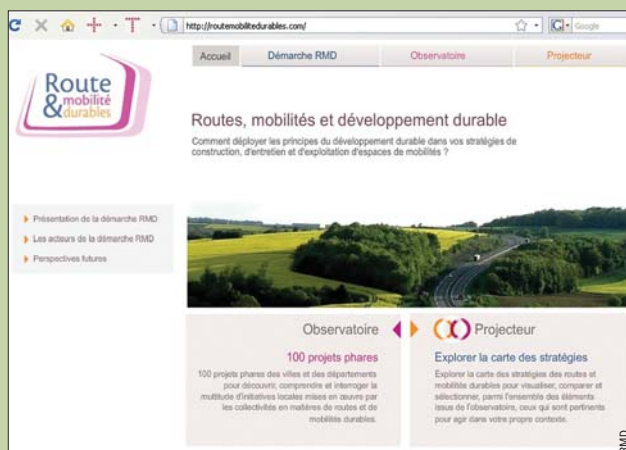 http://routemobilitedurables.com/
Google
Accueil
Démarche RMD
Observatoire
Projecteur
Route
&mobilité
durables
Routes, mobilités et développement durable
Comment déployer les principes du développement durable dans vos stratégies de
construction, d'entretien et d'exploitation d'espaces de mobilités ?
Présentation de la démarche RMD
Les acteurs de la démarche RMD
Perspectives futures
Observatoire
100 projets phares
100 projets phares des villes et des départements
pour découvrir, comprendre et interroger la
multitude d'initiatives locales mises en œuvre par
les collectivités en matières de routes et de
mobilités durables.
Projecteur
Explorer la carte des stratégies
Explorer la carte des stratégies des routes et
mobilités durables pour visualiser, comparer et
sélectionner, parmi l'ensemble des éléments
issus de l'observatoire, ceux qui sont pertinents
pour agir dans votre propre contexte.
RMD